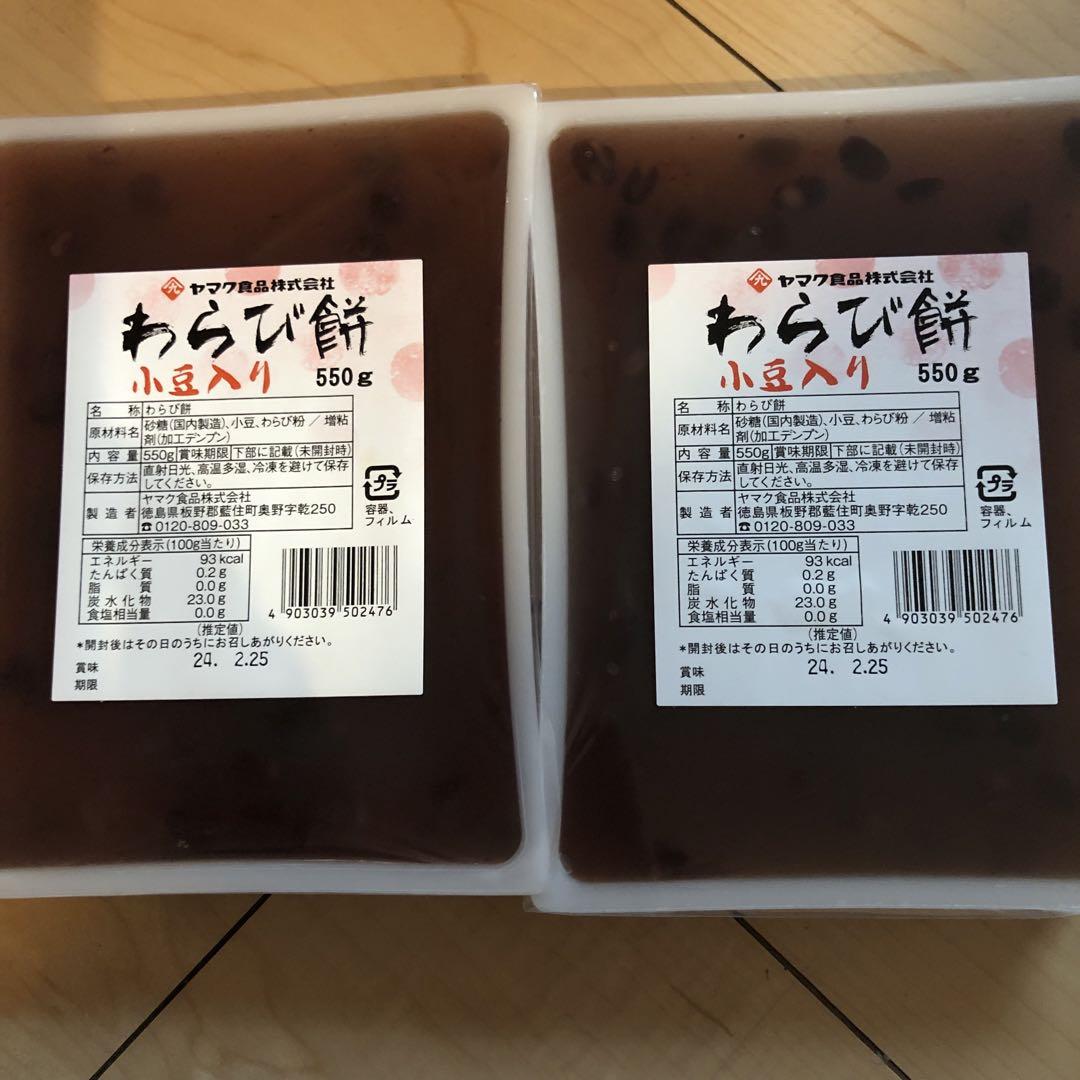 ヤマク食品株式会社
わらび餅
小豆入り 550g
名称 わらび餅
原材料名 砂糖(国内製造)、小豆、わらび粉／増粘
剤(加工デンプン)
内容量 550g 賞味期限 下部に記載(未開封時)
保存方法 直射日光、高温多湿、冷凍を避けて保存
してください。
製造者 ヤマク食品株式会社
徳島県板野郡藍住町奥野字乾250
☎0120-809-033
プラ
容器、
フィルム
栄養成分表示(100g当たり)
エネルギー 93kcal
たんぱく質 0.2g
脂質 0.0g
炭水化物 23.0g
食塩相当量 0.0g
(推定値)
4 903039 502476
*開封後はその日のうちにお召しあがりください。
賞味
期限
24. 2.25
ヤマク食品株式会社
わらび餅
小豆入り 550g
名称 わらび餅
原材料名 砂糖(国内製造)、小豆、わらび粉／増粘
剤(加工デンプン)
内容量 550g 賞味期限 下部に記載(未開封時)
保存方法 直射日光、高温多湿、冷凍を避けて保存
してください。
製造者 ヤマク食品株式会社
徳島県板野郡藍住町奥野字乾250
☎0120-809-033
プラ
容器、
フィルム
栄養成分表示(100g当たり)
エネルギー 93kcal
たんぱく質 0.2g
脂質 0.0g
炭水化物 23.0g
食塩相当量 0.0g
(推定値)
4 903039 502476
*開封後はその日のうちにお召しあがりください。
賞味
期限
24. 2.25